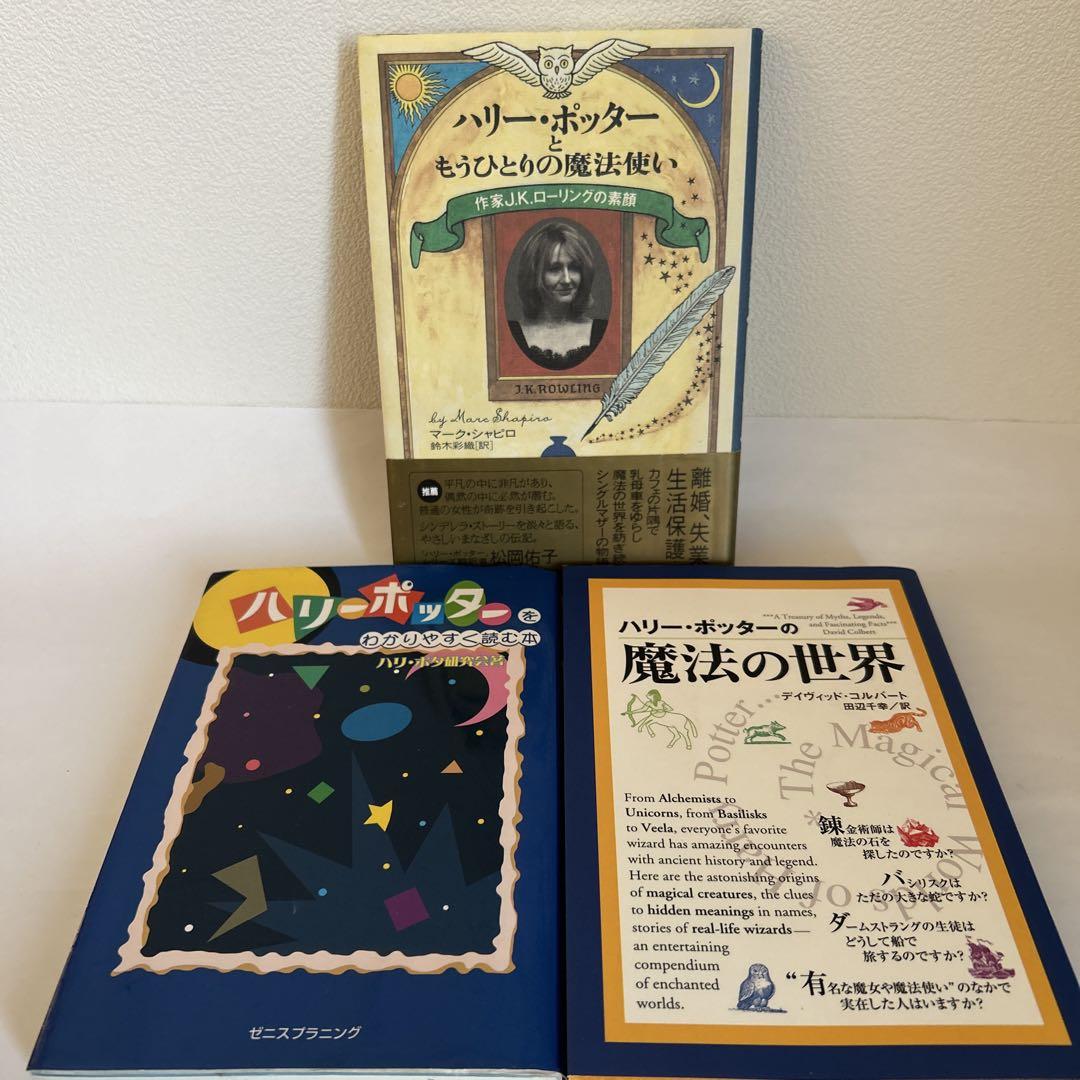 ハリー・ポッター
と
もうひとりの魔法使い
作家J.K.ローリングの素顔
J.K.ROWLING
by Marc Shapiro
マーク・シャピロ
鈴木彩織[訳]
推薦
平凡の中に非凡があり、
偶然の中に必然が潜む。
普通の女性が奇跡を引き起こした。
シンデレラ・ストーリーを淡々と語る、
やさしいまなざしの伝記。
「ハリー・ポッター」
松岡佑子
離婚、失業
生活保護
カフェの片隅で
乳母車をゆらし
魔法の世界を紡ぎ
シングルマザーの物語
ハリーポッターを
わかりやすく読む本
ハリ・ポタ研究会著
ゼニスプラニング
***A Treasury of Myths, Legends,
and Fascinating Facts***
David Colbert
ハリー・ポッターの
魔法の世界
デイヴィッド・コルバート
田辺千幸／訳
The Magical Worlds of Harry Potter...
From Alchemists to
Unicorns, from Basilisks
to Veela, everyone's favorite
wizard has amazing encounters
with ancient history and legend.
Here are the astonishing origins
of magical creatures, the clues
to hidden meanings in names,
stories of real-life wizards—
an entertaining
compendium
of enchanted
worlds.
錬金術師は
魔法の石を
探したのですか?
バシリスクは
ただの大きな蛇ですか?
ダームストラングの生徒は
どうして船で
旅するのですか?
“有名な魔女や魔法使い”のなかで
実在した人はいますか?